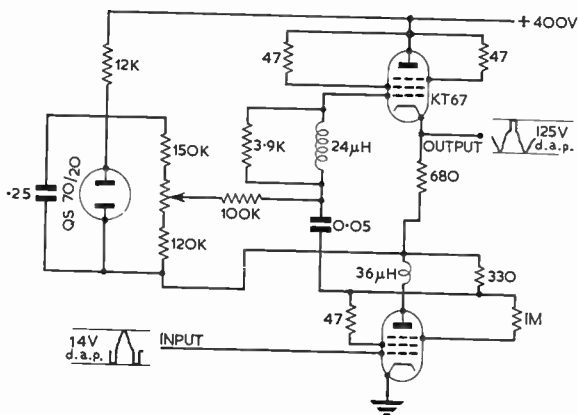 +400V
12K
47
47
KT67
3·9K
24μH
OUTPUT
125V
d.a.p.
680
·25
QS 70/20
150K
100K
0·05
120K
36μH
330
47
1M
14V
d.a.p.
INPUT